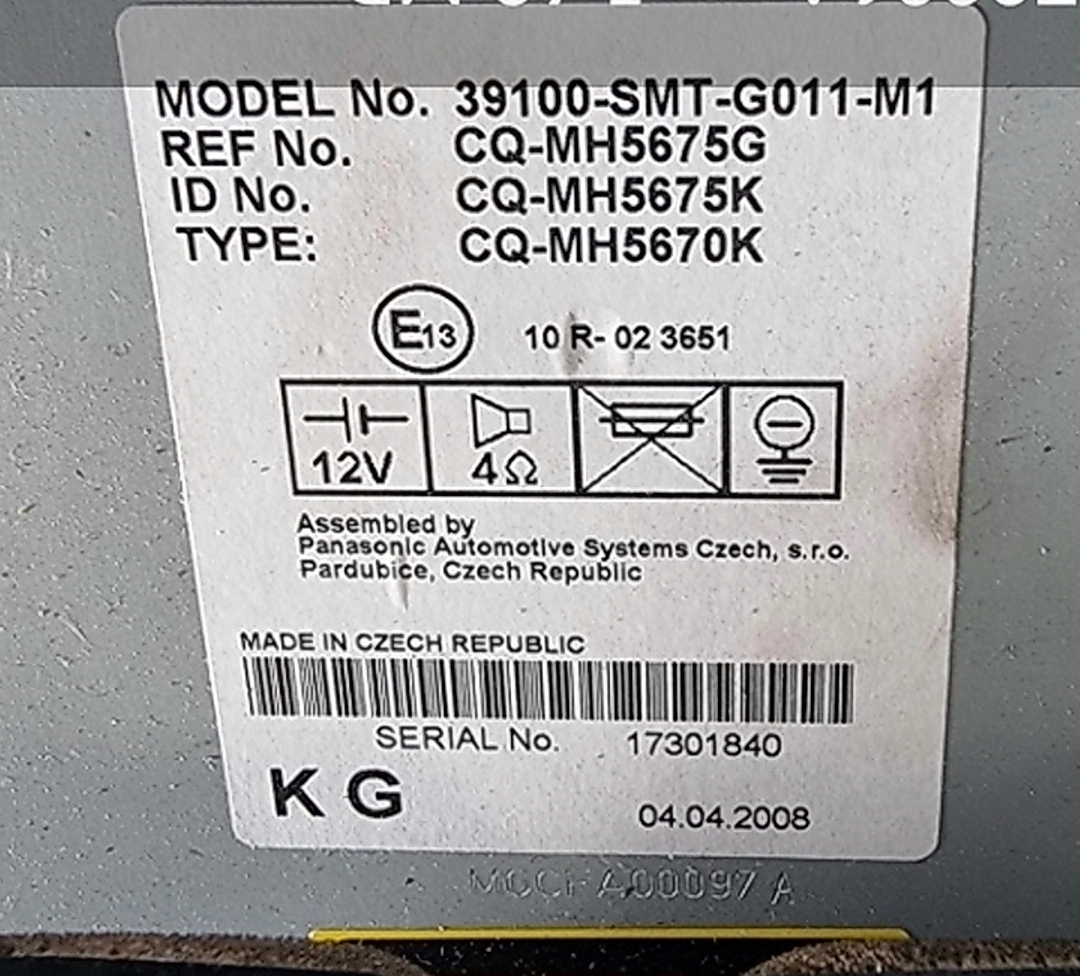 MODEL No. 39100-SMT-G011-M1
REF No. CQ-MH5675G
ID No. CQ-MH5675K
TYPE: CQ-MH5670K
E13 10 R- 02 3651
12V 4Ω
Assembled by
Panasonic Automotive Systems Czech, s.r.o.
Pardubice, Czech Republic
MADE IN CZECH REPUBLIC
SERIAL No. 17301840
K G 04.04.2008